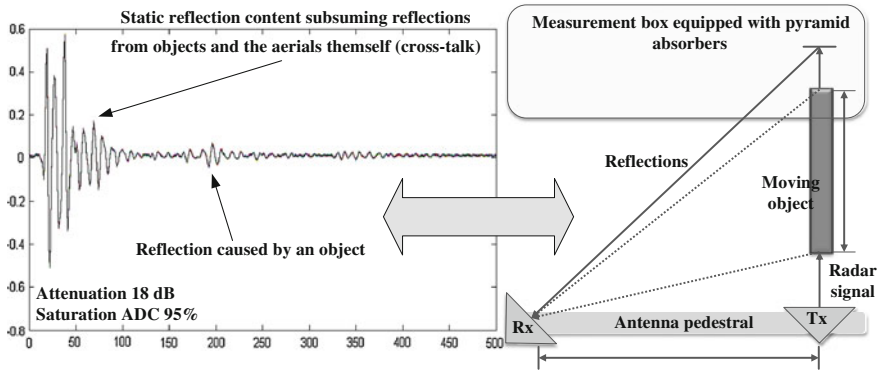 Static reflection content subsuming reflections
from objects and the aerials themself (cross-talk)
0.6
0.4
0.2
0
-0.2
-0.4
-0.6
-0.8
0
50
100
150
200
250
300
350
400
450
500
Reflection caused by an object
Attenuation 18 dB
Saturation ADC 95%
Measurement box equipped with pyramid
absorbers
Reflections
Moving
object
Radar
signal
Rx
Antenna pedestral
Tx